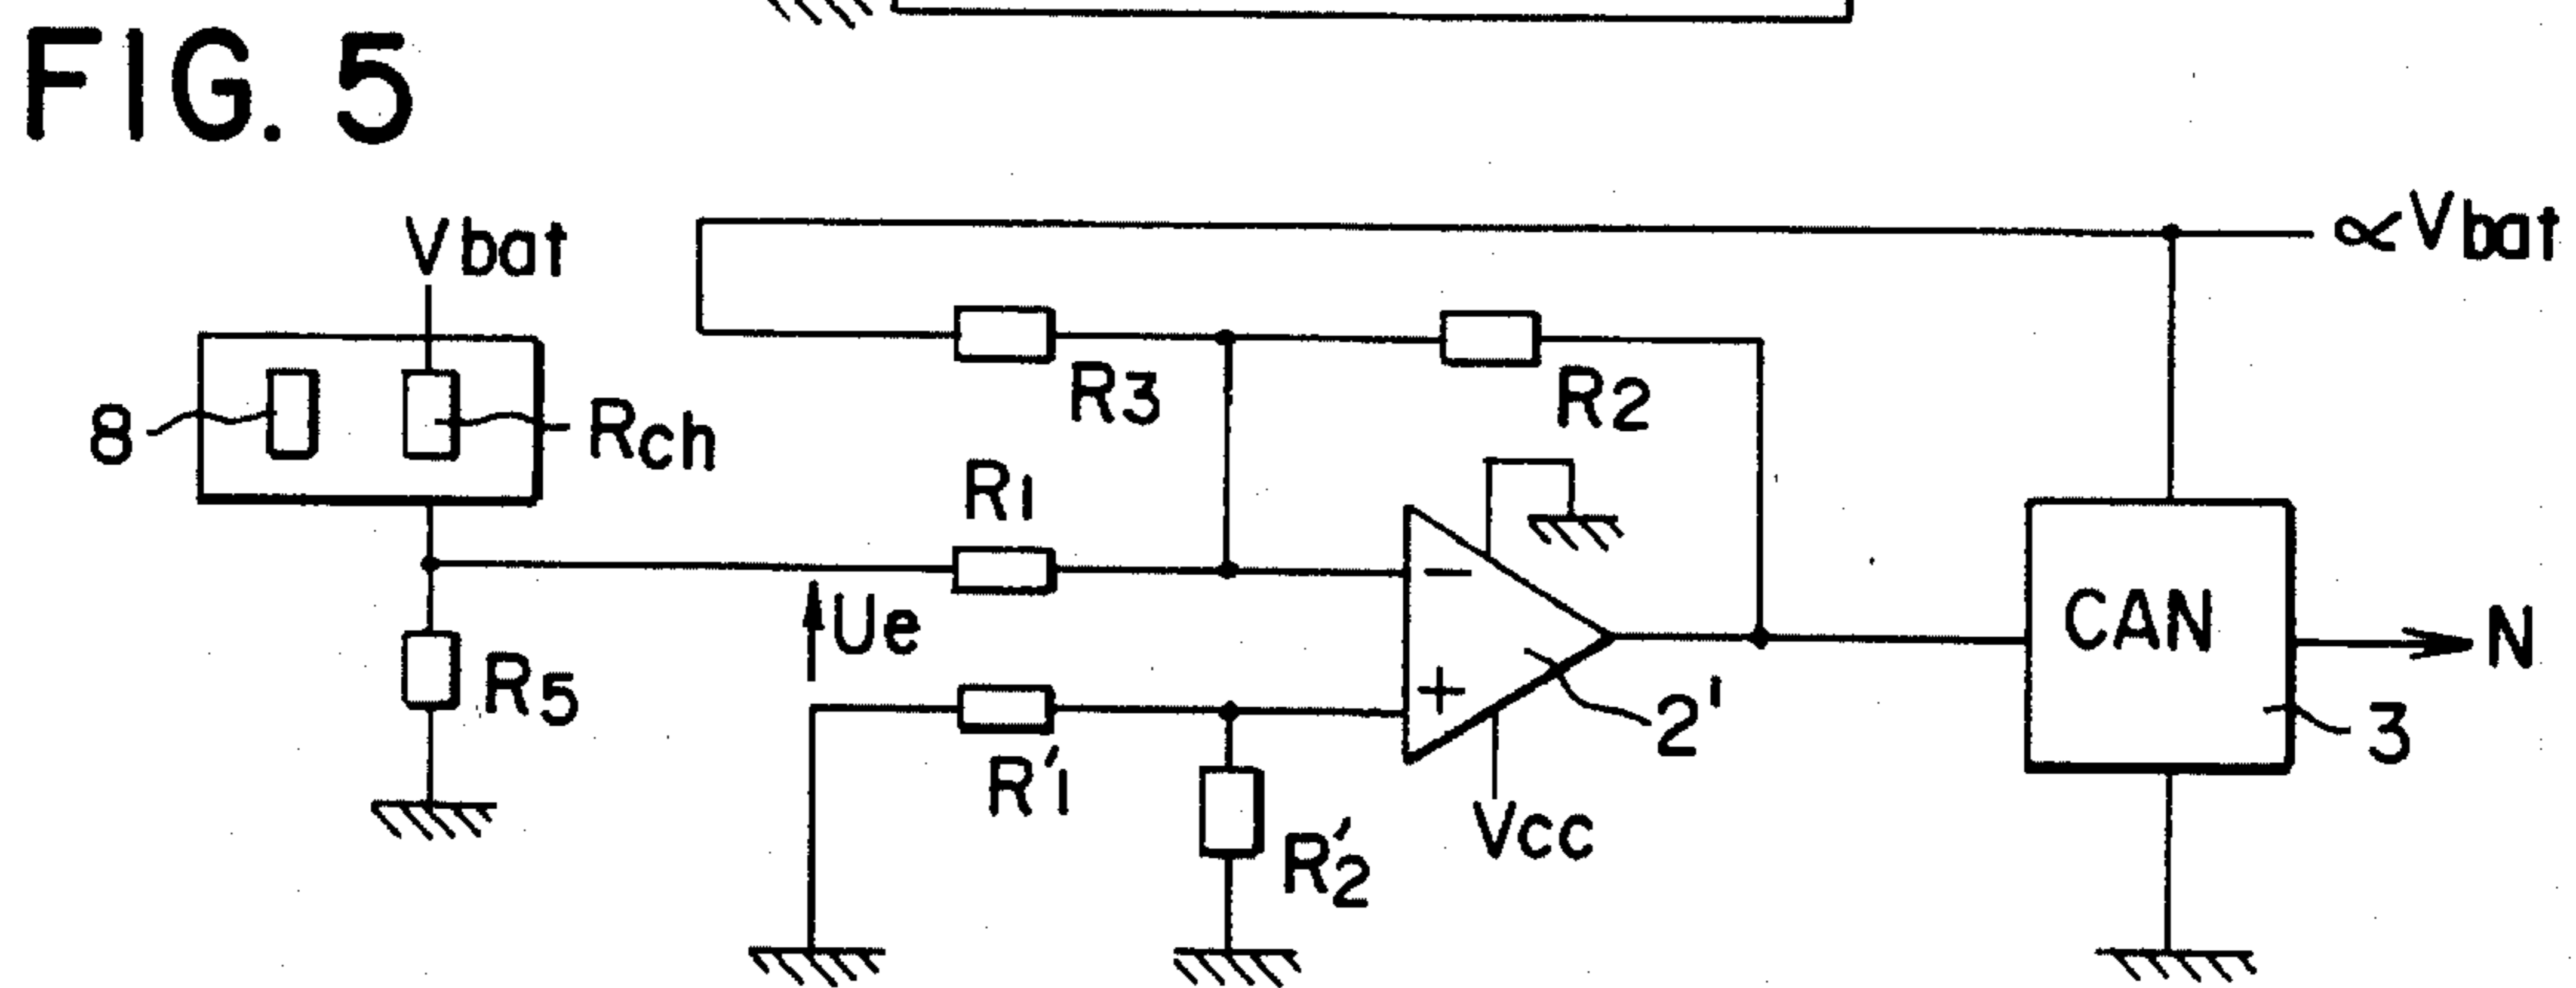 FIG. 5
Vbat
∝Vbat
R3
R2
8
Rch
R1
−
CAN
N
Ue
R5
+
2'
3
R'1
Vcc
R'2